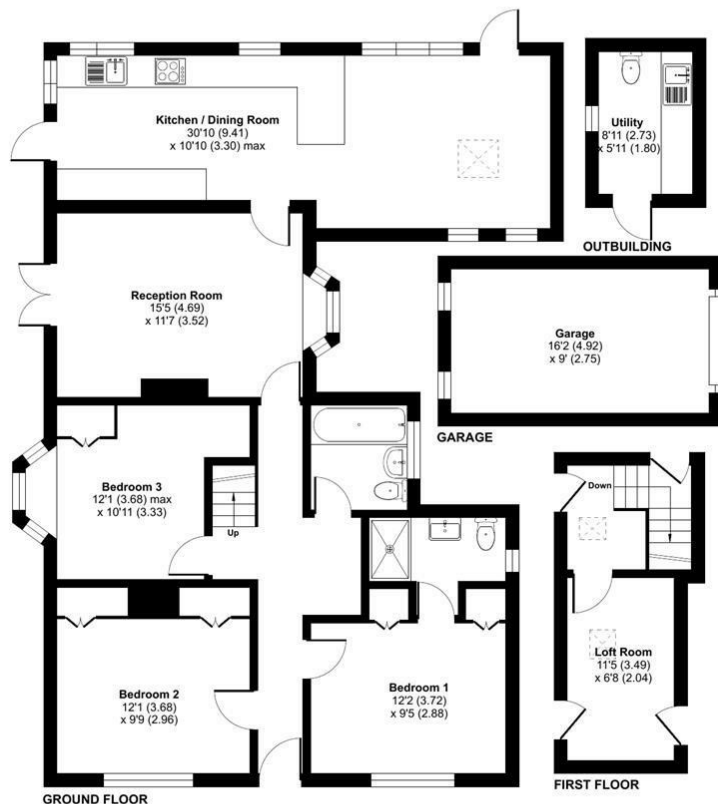 Kitchen / Dining Room
30'10 (9.41)
x 10'10 (3.30) max
Utility
8'11 (2.73)
x 5'11 (1.80)
OUTBUILDING
Reception Room
15'5 (4.69)
x 11'7 (3.52)
Garage
16'2 (4.92)
x 9' (2.75)
GARAGE
Bedroom 3
12'1 (3.68) max
x 10'11 (3.33)
Up
Down
Loft Room
11'5 (3.49)
x 6'8 (2.04)
Bedroom 2
12'1 (3.68)
x 9'9 (2.96)
Bedroom 1
12'2 (3.72)
x 9'5 (2.88)
GROUND FLOOR
FIRST FLOOR